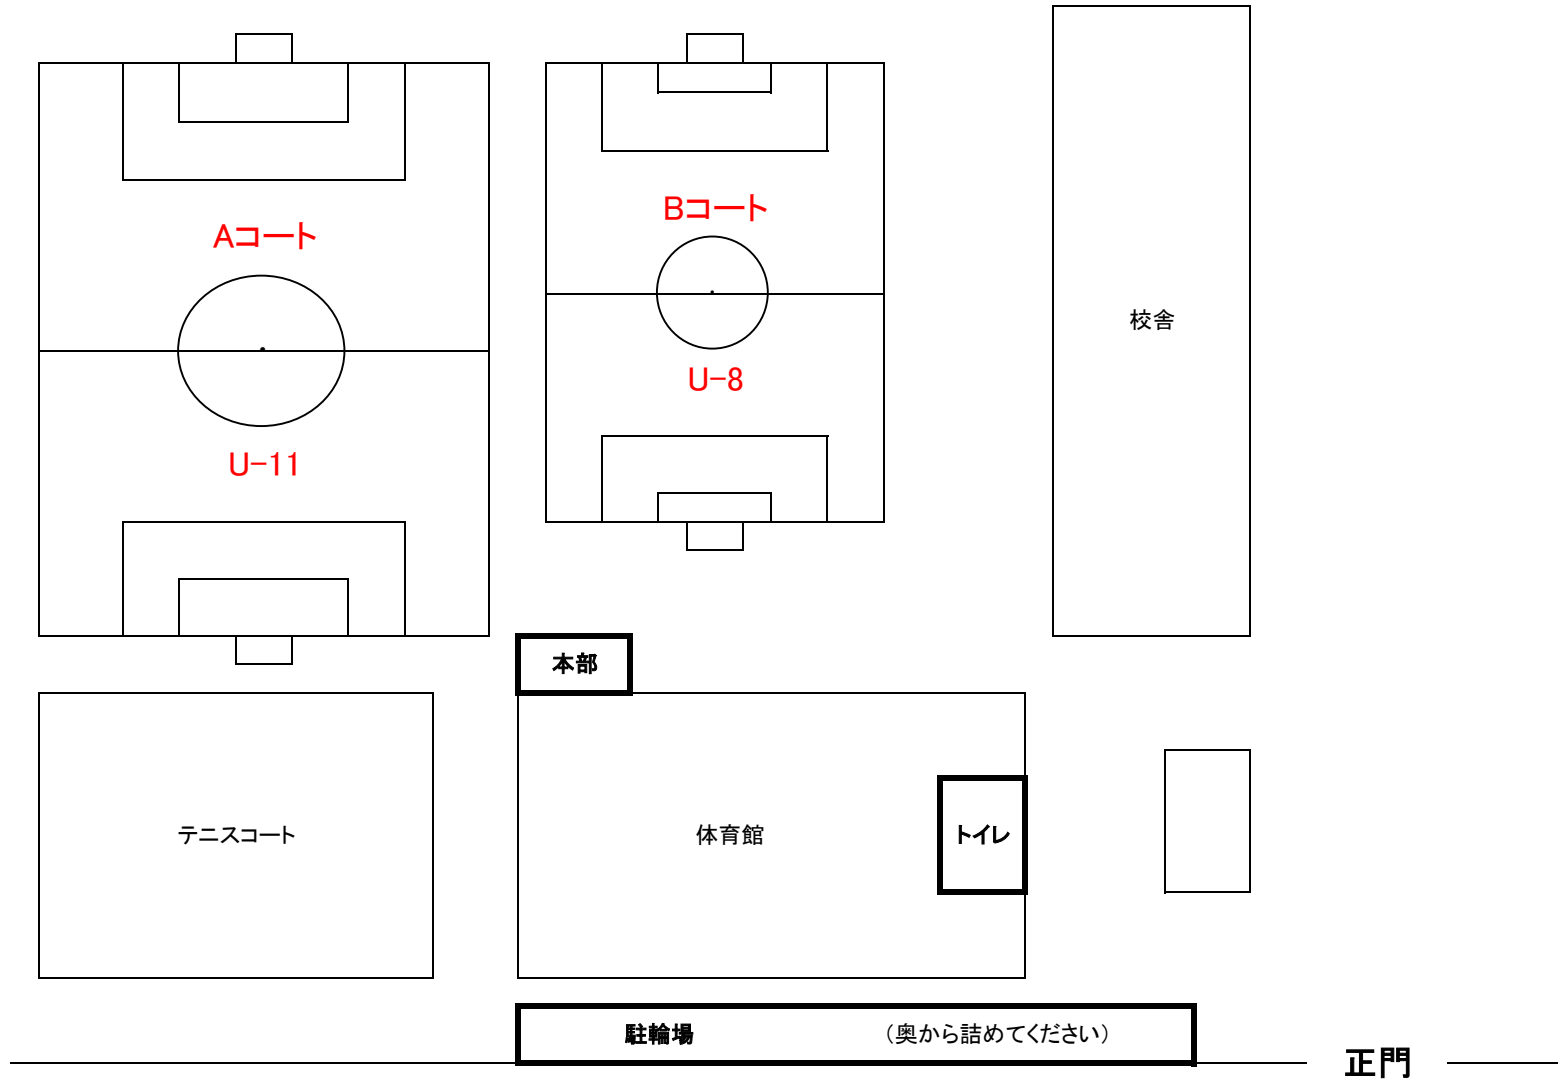 Aコート
U-11
Bコート
U-8
校舎
本部
テニスコート
体育館
トイレ
駐輪場 （奥から詰めてください）
正門